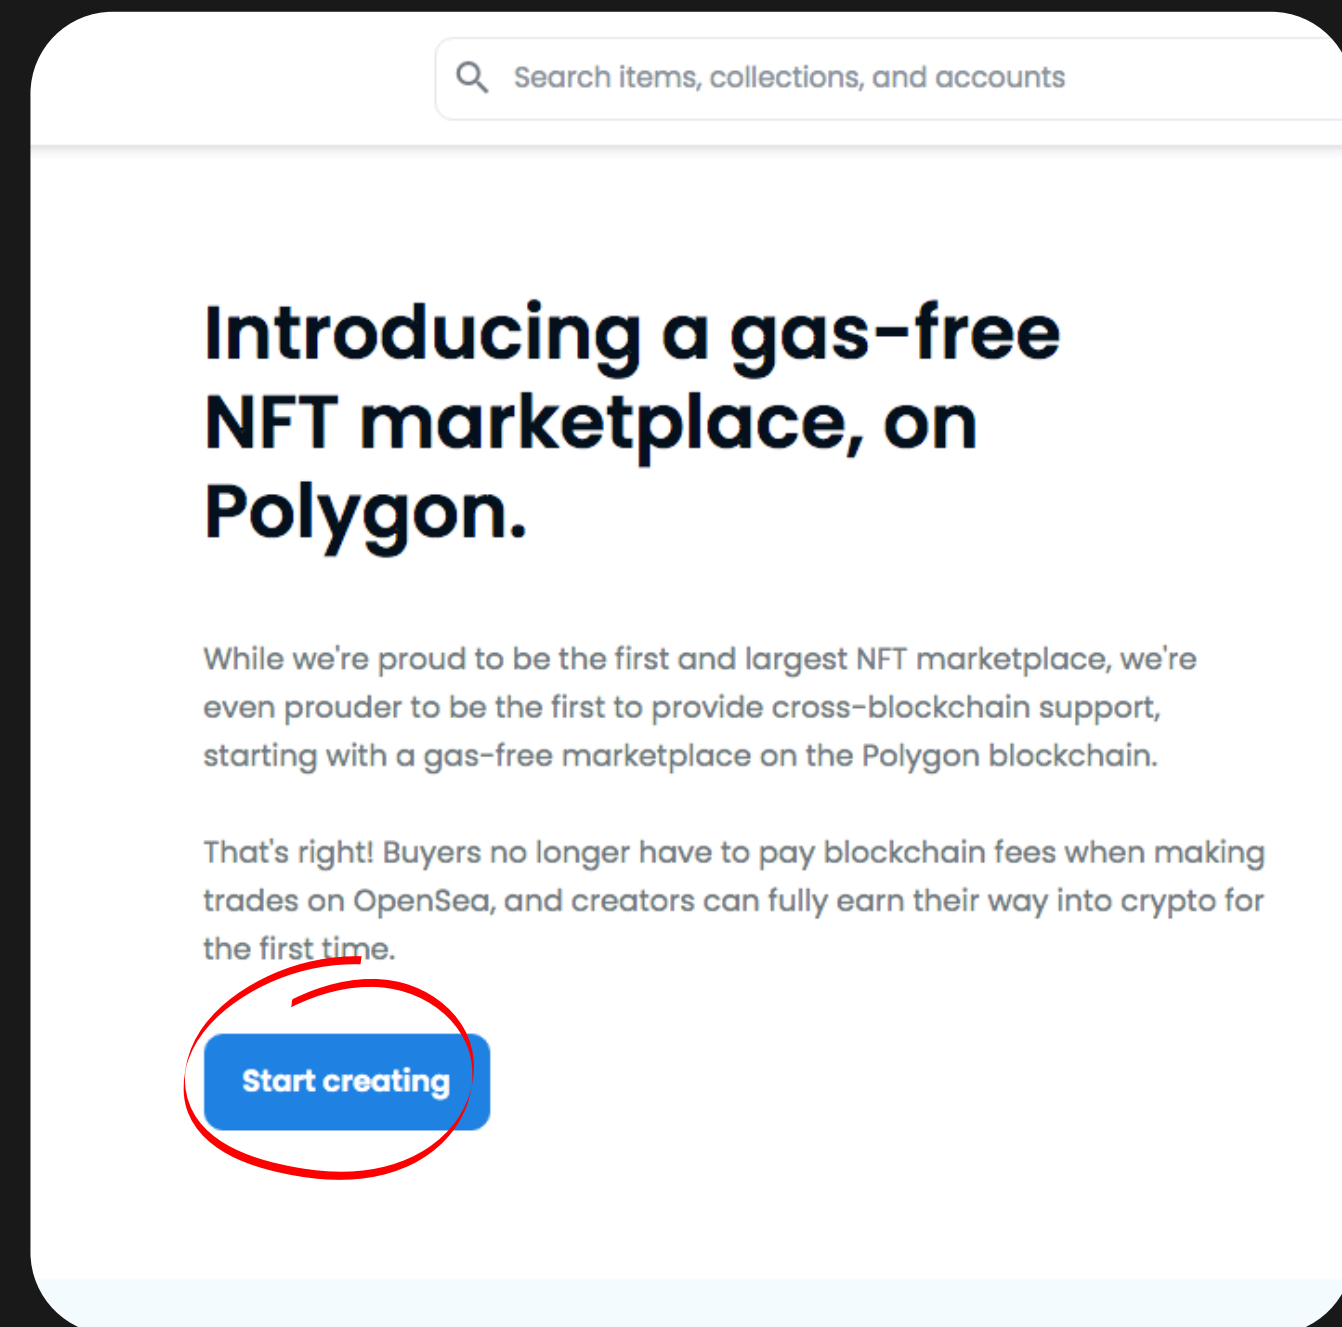 Search items, collections, and accounts
Introducing a gas-free
NFT marketplace, on
Polygon.
While we're proud to be the first and largest NFT marketplace, we're
even prouder to be the first to provide cross-blockchain support,
starting with a gas-free marketplace on the Polygon blockchain.
That's right! Buyers no longer have to pay blockchain fees when making
trades on OpenSea, and creators can fully earn their way into crypto for
the first time.
Start creating